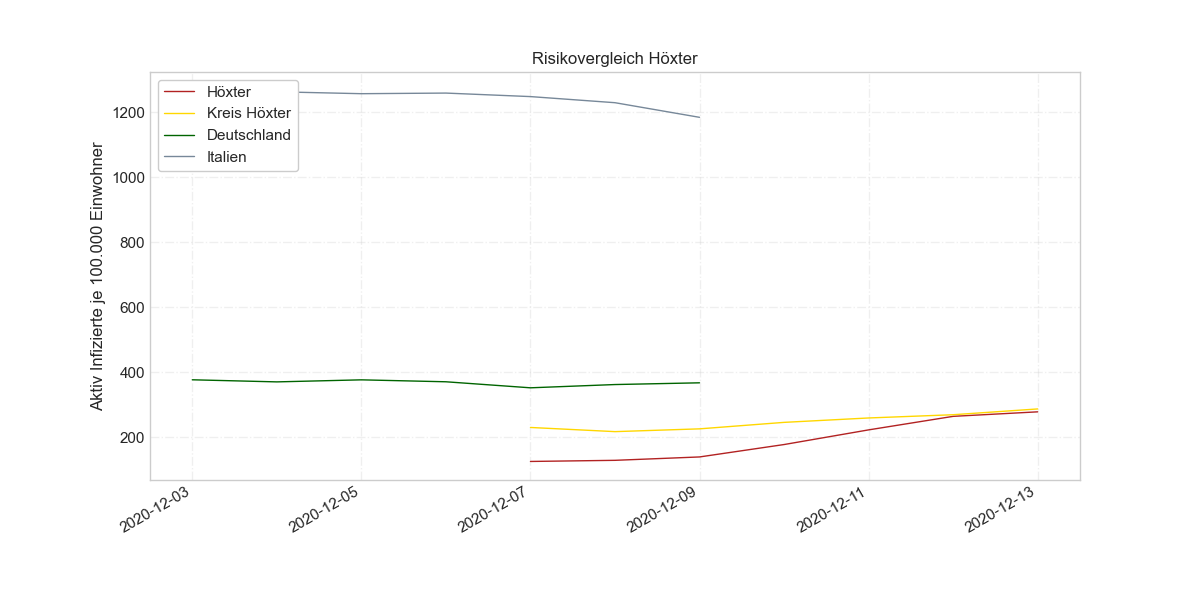 Risikovergleich Höxter
Höxter
Kreis Höxter
Deutschland
Italien
Aktiv Infizierte je 100.000 Einwohner
1200
1000
800
600
400
200
2020-12-03
2020-12-05
2020-12-07
2020-12-09
2020-12-11
2020-12-13